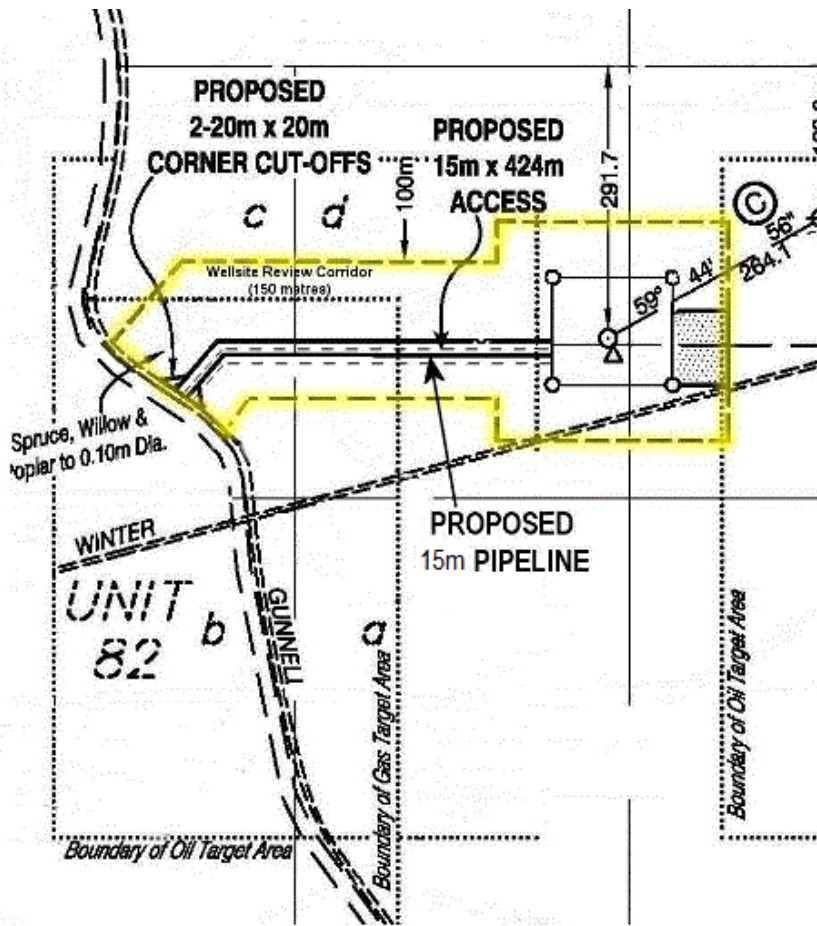 PROPOSED
2-20m x 20m
CORNER CUT-OFFS
PROPOSED
15m x 424m
ACCESS
100m
291.7
c
d
C
Wellsite Review Corridor
(150 metres)
59° 44' 56"
264.1
Spruce, Willow &
oplar to 0.10m Dia.
WINTER
PROPOSED
15m PIPELINE
UNIT
82
b
a
GUNNELL
Boundary of Gas Target Area
Boundary of Oil Target Area
Boundary of Oil Target Area